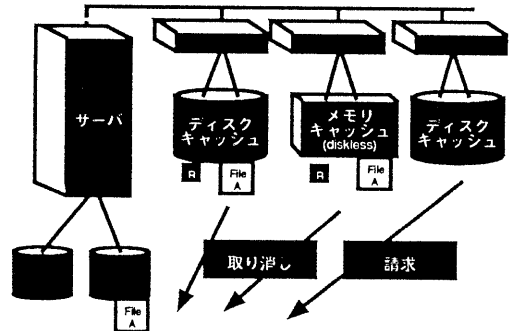 サーバ
ディスク
キャッシュ
メモリ
キャッシュ
(diskless)
ディスク
キャッシュ
R
File
A
R
File
A
取り消し
請求
File
A